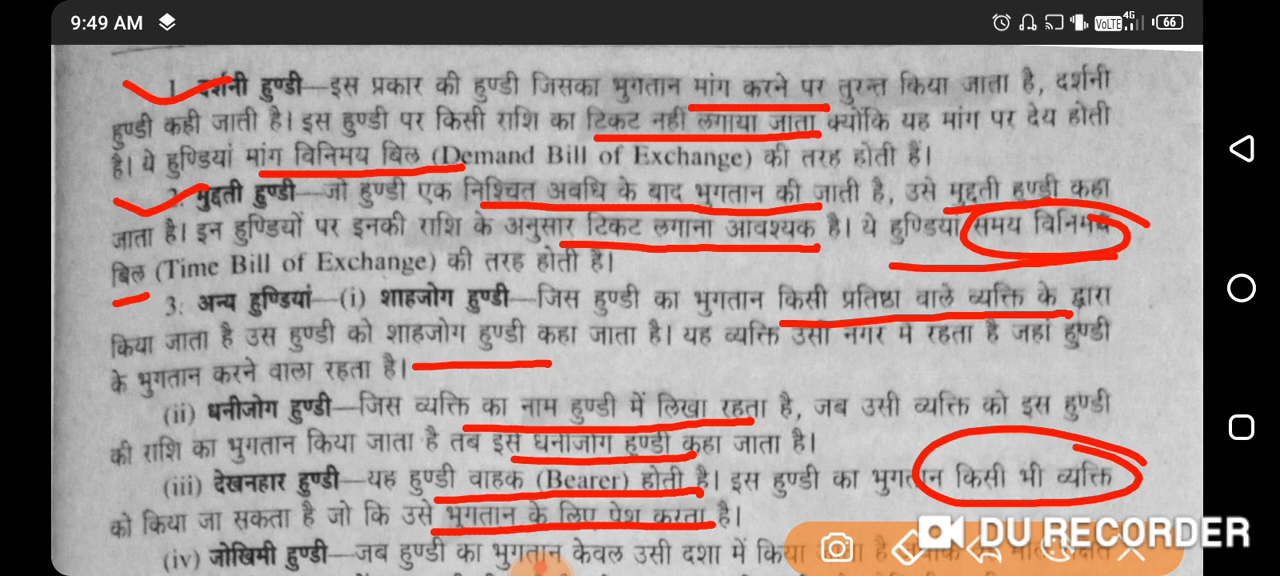 9:49 AM
VoLTE 4G 66
1. दर्शनी हुण्डी—इस प्रकार की हुण्डी जिसका भुगतान मांग करने पर तुरन्त किया जाता है, दर्शनी
हुण्डी कही जाती है। इस हुण्डी पर किसी राशि का टिकट नही लगाया जाता क्योंकि यह मांग पर देय होती
है। ये हुण्डियां मांग विनिमय बिल (Demand Bill of Exchange) की तरह होती हैं।
2. मुद्दती हुण्डी—जो हुण्डी एक निश्चित अवधि के बाद भुगतान की जाती है, उसे मुद्दती हुण्डी कहा
जाता है। इन हुण्डियों पर इनकी राशि के अनुसार टिकट लगाना आवश्यक है। ये हुण्डियां समय विनिमय
बिल (Time Bill of Exchange) की तरह होती हैं।
3. अन्य हुण्डियां—(i) शाहजोग हुण्डी—जिस हुण्डी का भुगतान किसी प्रतिष्ठा वाले व्यक्ति के द्वारा
किया जाता है उस हुण्डी को शाहजोग हुण्डी कहा जाता है। यह व्यक्ति उसी नगर में रहता है जहां हुण्डी
के भुगतान करने वाला रहता है।
(ii) धनीजोग हुण्डी—जिस व्यक्ति का नाम हुण्डी में लिखा रहता है, जब उसी व्यक्ति को इस हुण्डी
की राशि का भुगतान किया जाता है तब इसे धनीजोग हुण्डी कहा जाता है।
(iii) देखनहार हुण्डी—यह हुण्डी वाहक (Bearer) होती है। इस हुण्डी का भुगतान किसी भी व्यक्ति
को किया जा सकता है जो कि उसे भुगतान के लिए पेश करता है।
DU RECORDER
(iv) जोखिमी हुण्डी—जब हुण्डी का भुगतान केवल उसी दशा में किया